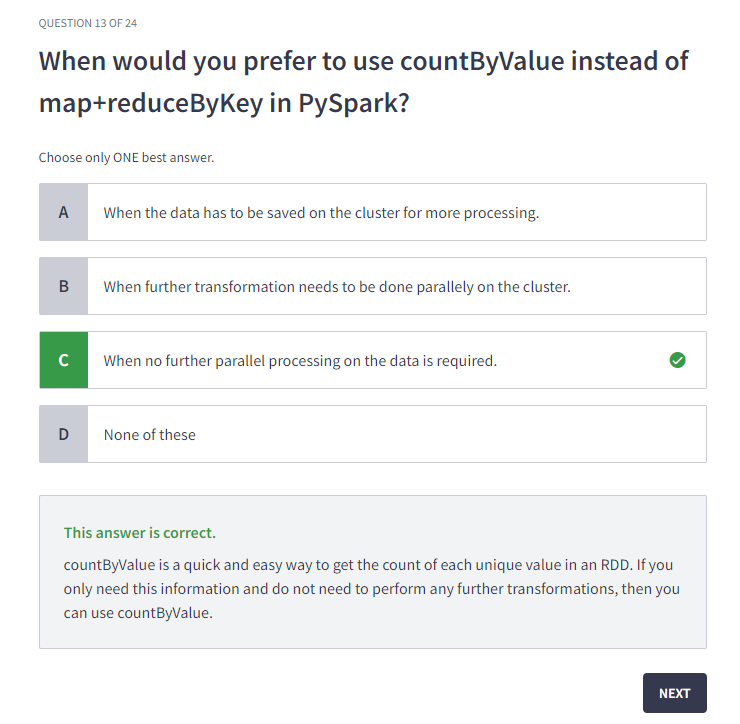 QUESTION 13 OF 24
When would you prefer to use countByValue instead of
map+reduceByKey in PySpark?
Choose only ONE best answer.
A When the data has to be saved on the cluster for more processing.
B When further transformation needs to be done parallely on the cluster.
C When no further parallel processing on the data is required.
D None of these
This answer is correct.
countByValue is a quick and easy way to get the count of each unique value in an RDD. If you
only need this information and do not need to perform any further transformations, then you
can use countByValue.
NEXT